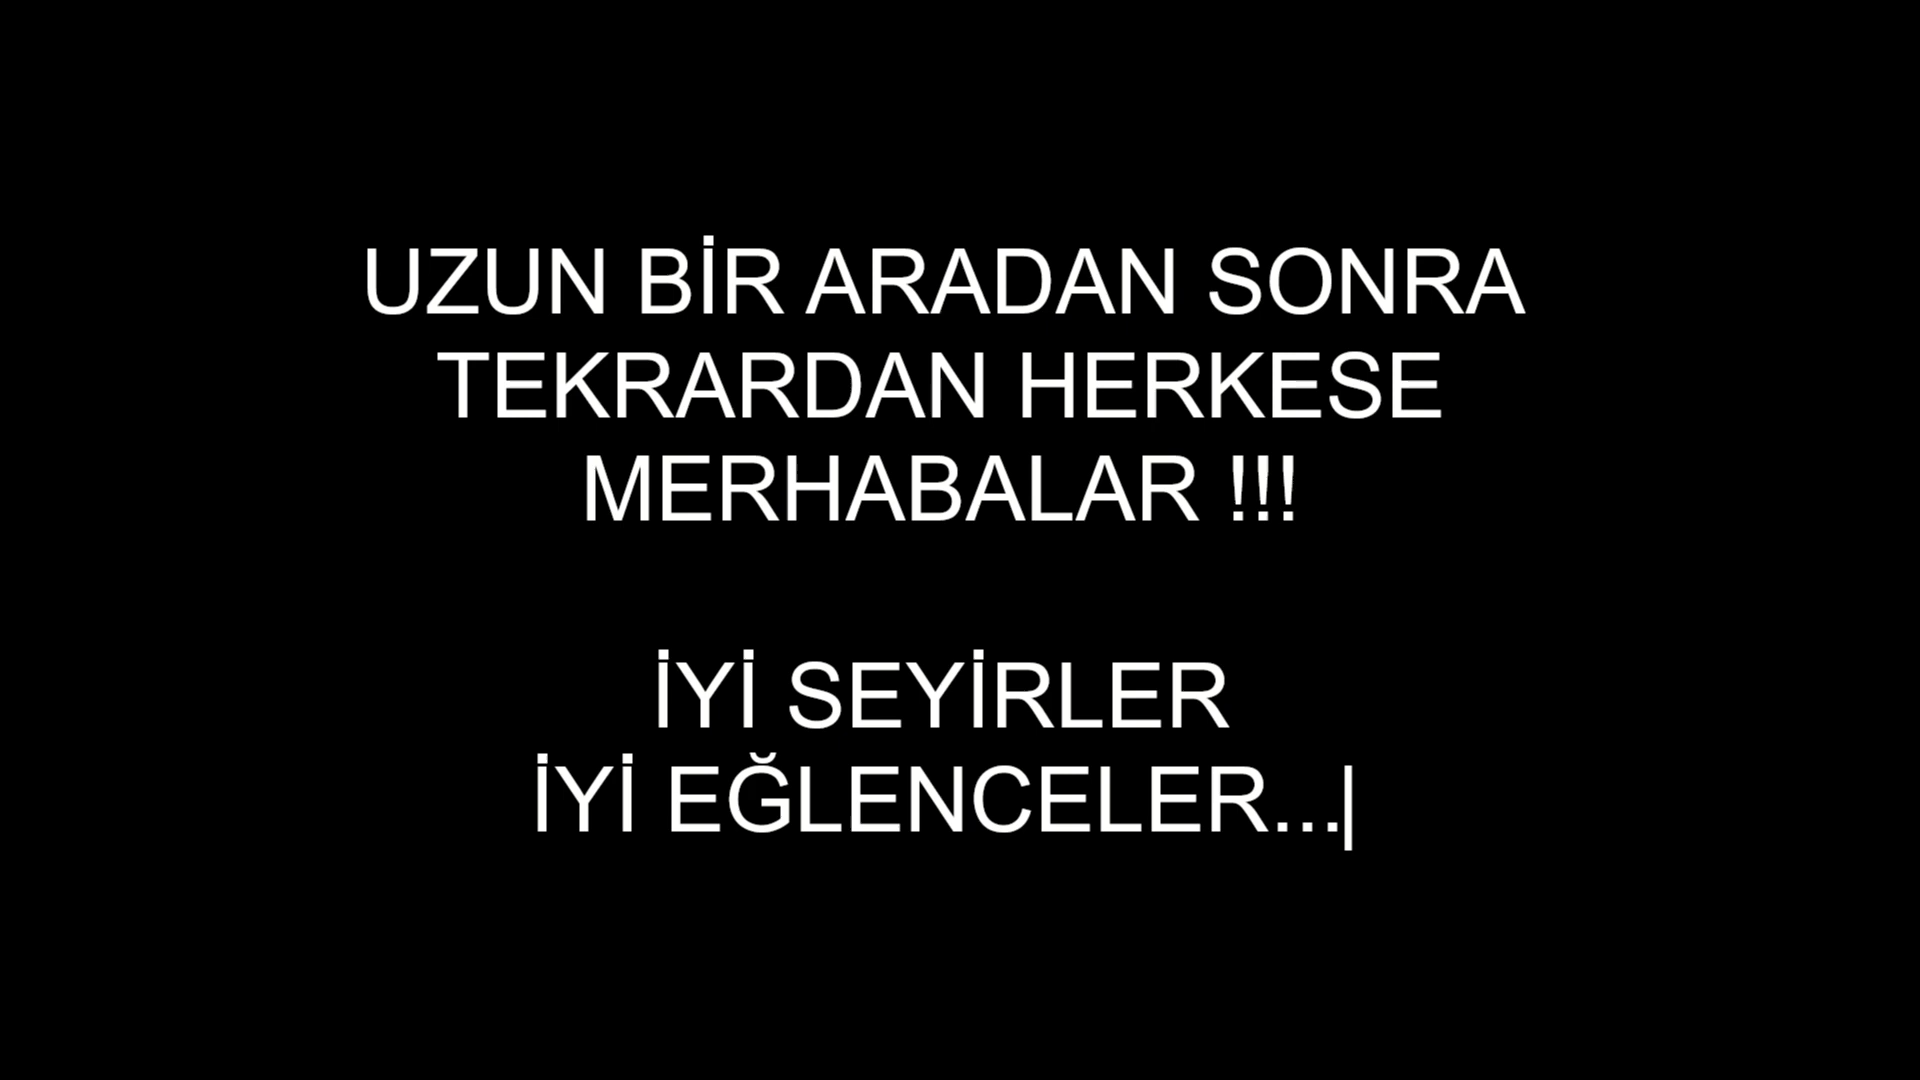 UZUN BİR ARADAN SONRA
TEKRARDAN HERKESE
MERHABALAR !!!
İYİ SEYİRLER
İYİ EĞLENCELER...|